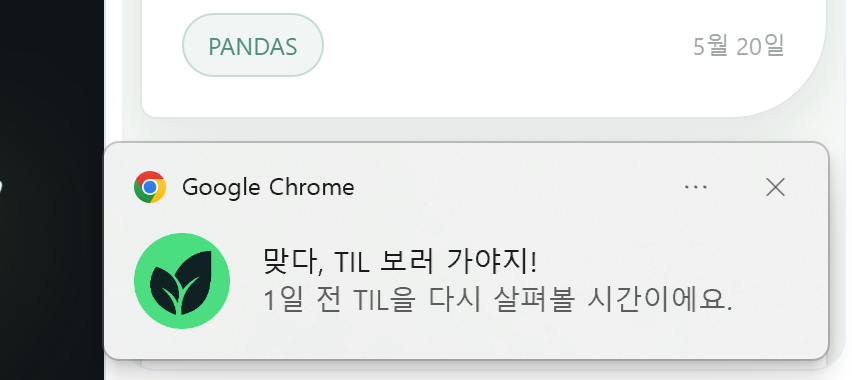 PANDAS
5월 20일
Google Chrome
맞다, TIL 보러 가야지!
1일 전 TIL을 다시 살펴볼 시간이에요.